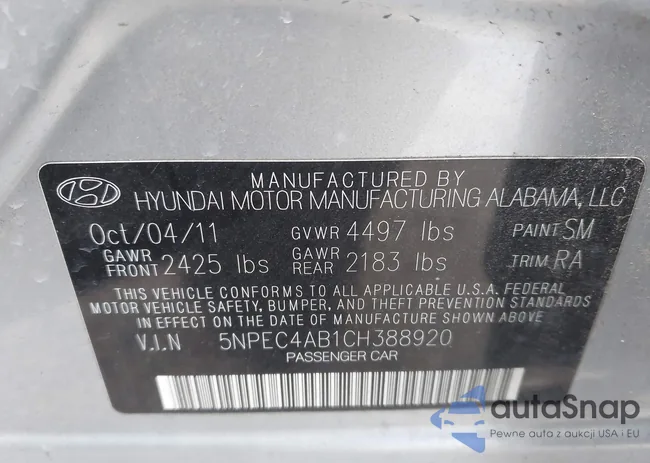 MANUFACTURED BY
HYUNDAI MOTOR MANUFACTURING ALABAMA, LLC
Oct/04/11 GVWR 4497 lbs PAINT SM
GAWR FRONT 2425 lbs GAWR REAR 2183 lbs TRIM RA
THIS VEHICLE CONFORMS TO ALL APPLICABLE U.S.A. FEDERAL
MOTOR VEHICLE SAFETY, BUMPER, AND THEFT PREVENTION STANDARDS
IN EFFECT ON THE DATE OF MANUFACTURE SHOWN ABOVE.
V.I.N 5NPEC4AB1CH388920
PASSENGER CAR
autaSnap
Pewne auta z aukcji USA i EU